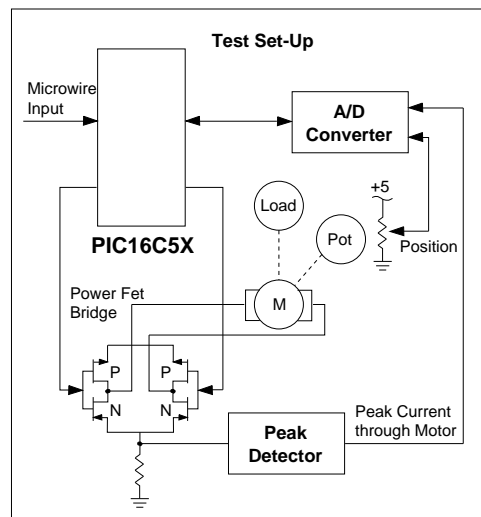 Test Set-Up
Microwire
Input
A/D
Converter
+5
Load
Pot
PIC16C5X
Position
Power Fet
Bridge
M
P
P
N
N
Peak Current
through Motor
Peak
Detector